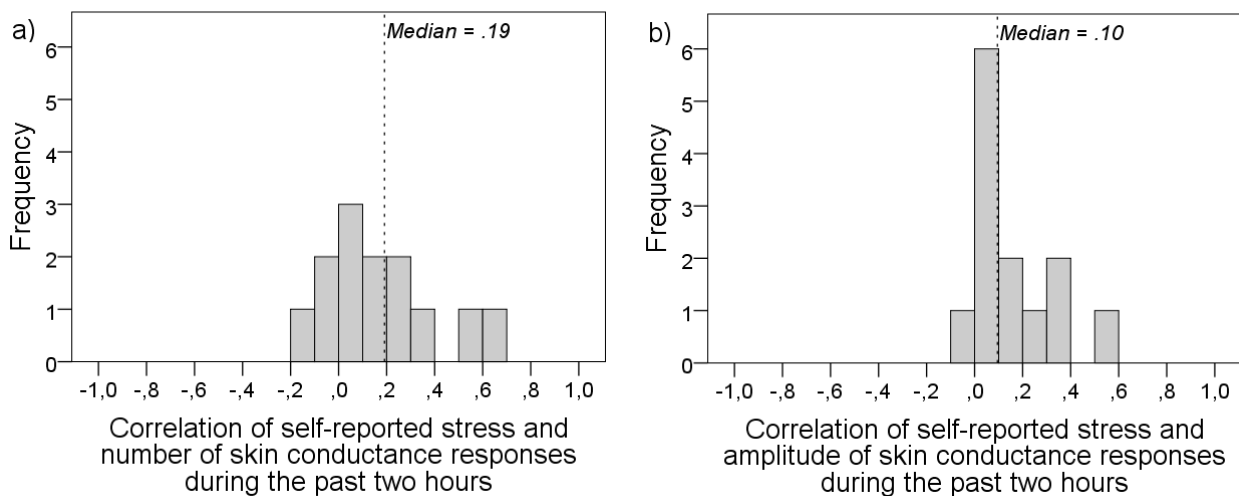 a)
Median = .19
6
5
4
3
2
1
0
Frequency
-1,0 -,8 -,6 -,4 -,2 ,0 ,2 ,4 ,6 ,8 1,0
Correlation of self-reported stress and
number of skin conductance responses
during the past two hours
b)
Median = .10
6
5
4
3
2
1
0
Frequency
-1,0 -,8 -,6 -,4 -,2 ,0 ,2 ,4 ,6 ,8 1,0
Correlation of self-reported stress and
amplitude of skin conductance responses
during the past two hours